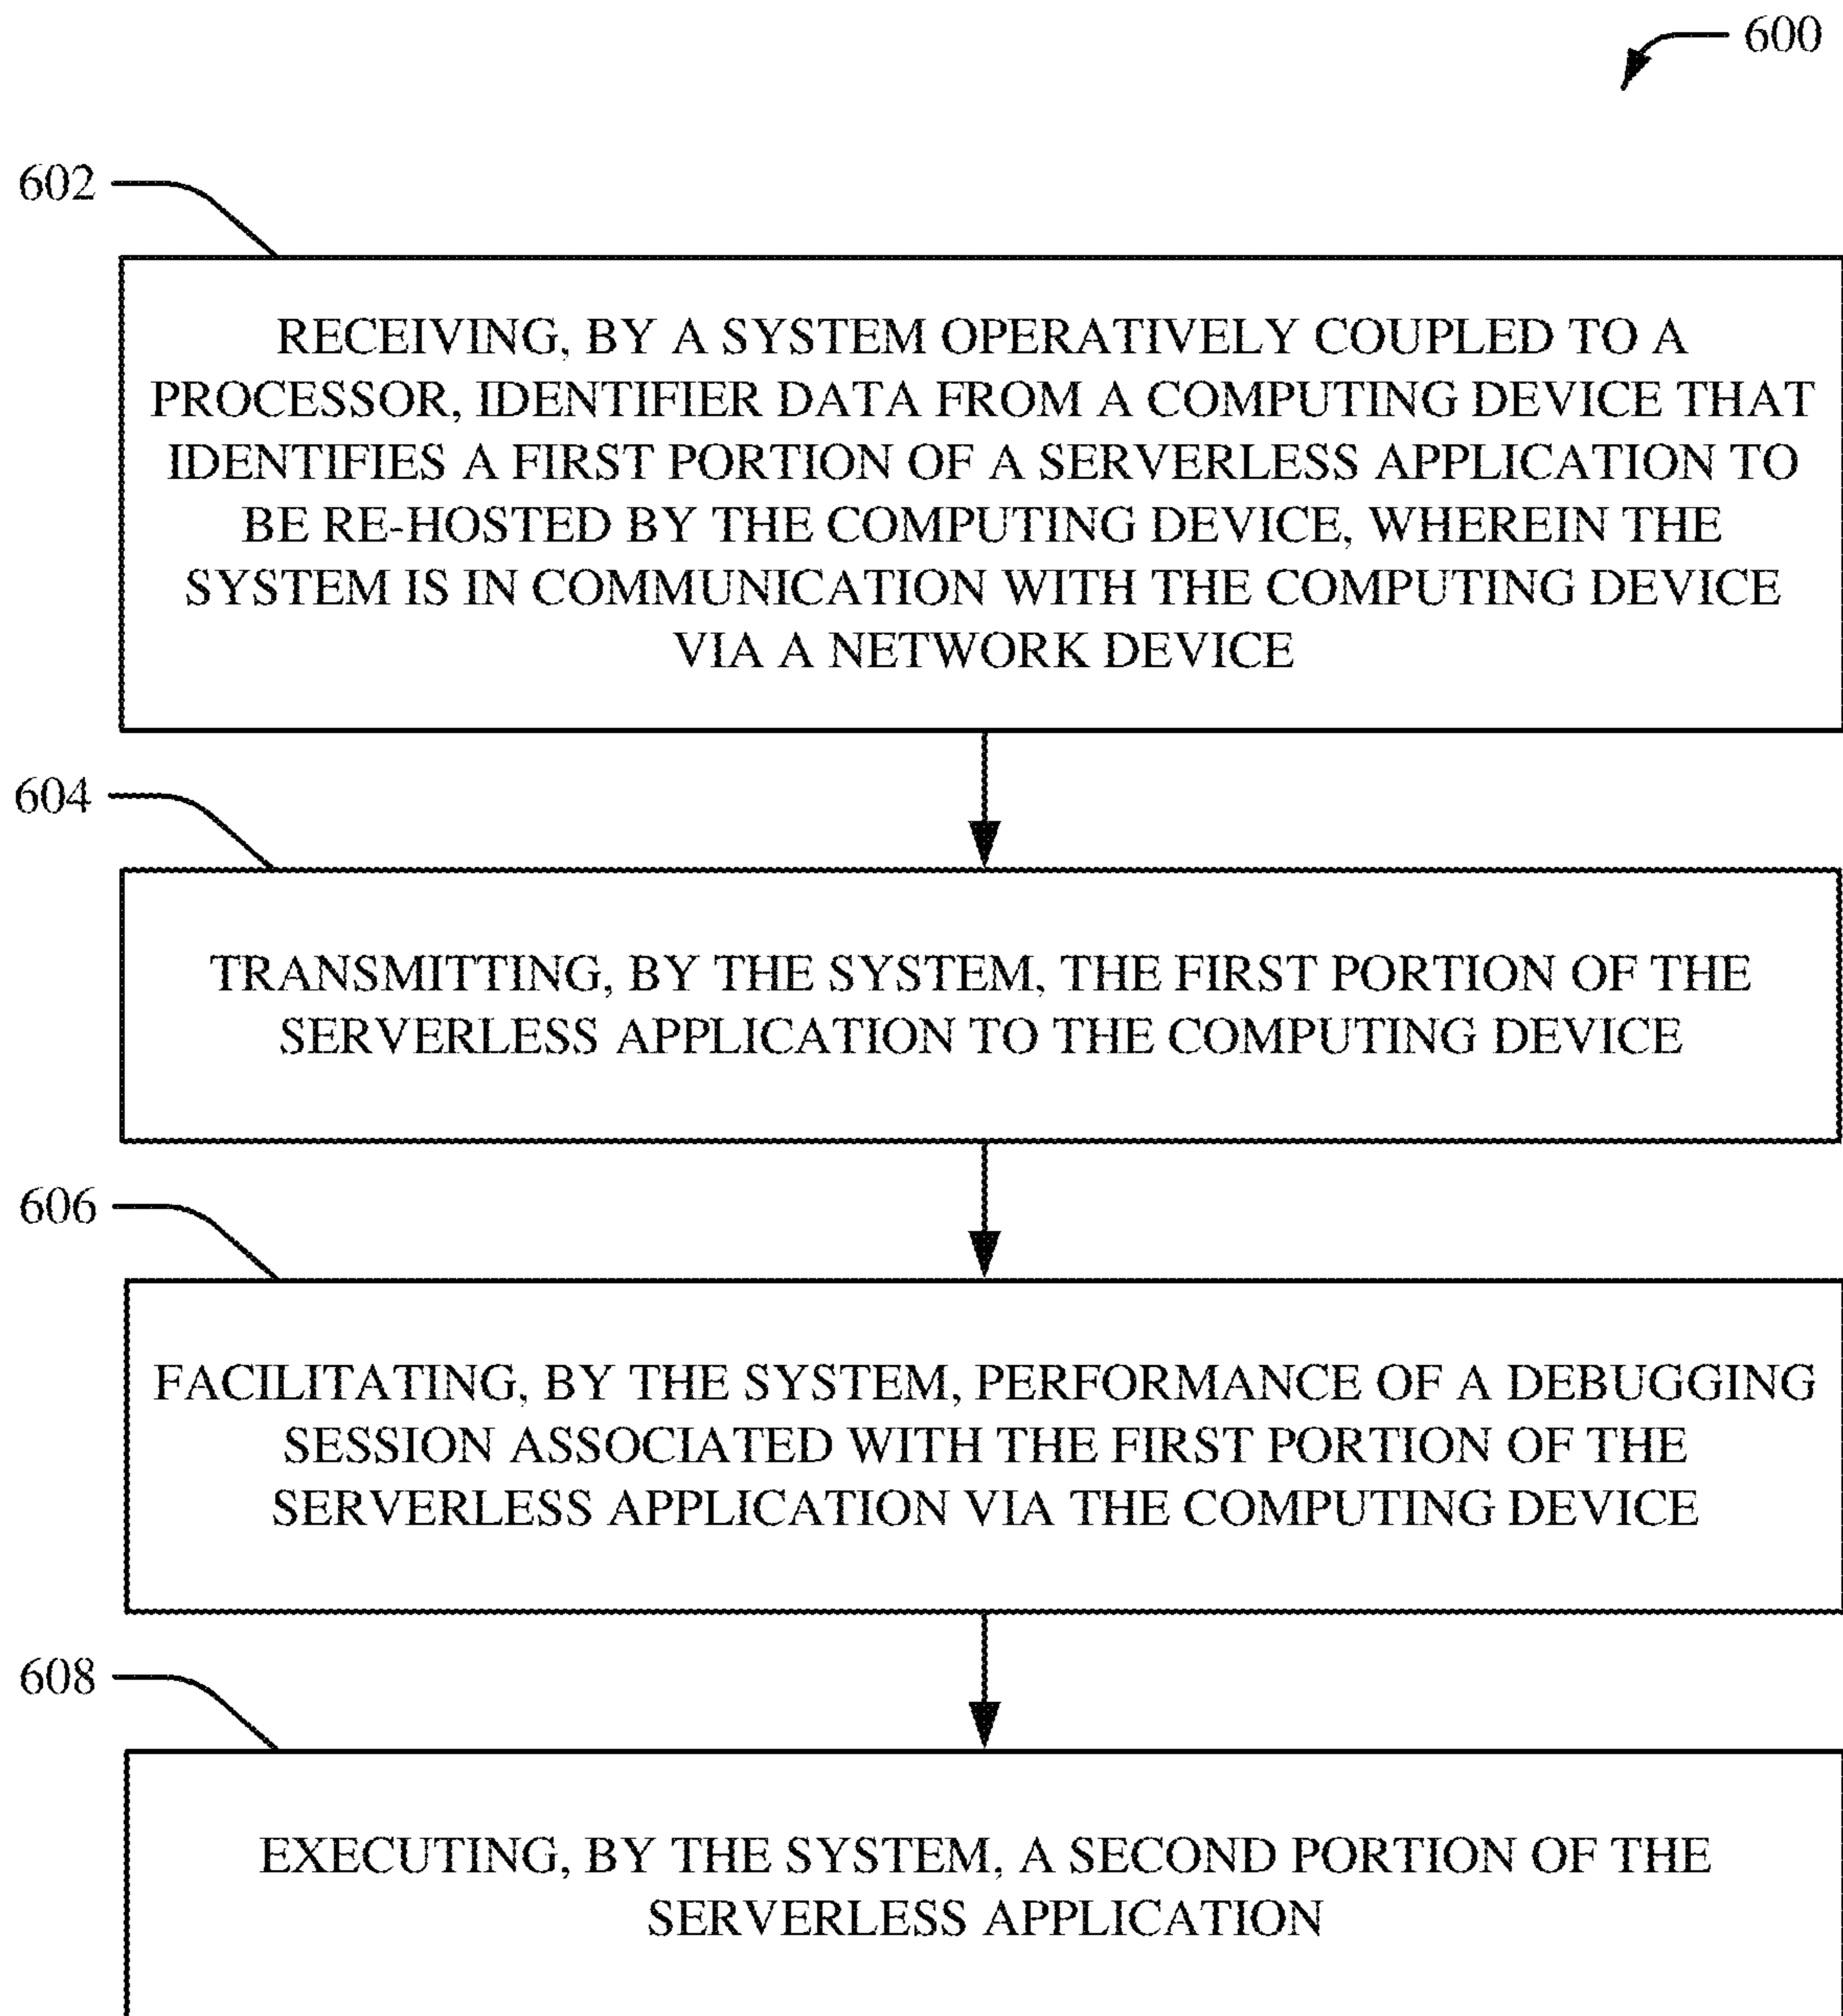 600
602
RECEIVING, BY A SYSTEM OPERATIVELY COUPLED TO A
PROCESSOR, IDENTIFIER DATA FROM A COMPUTING DEVICE THAT
IDENTIFIES A FIRST PORTION OF A SERVERLESS APPLICATION TO
BE RE-HOSTED BY THE COMPUTING DEVICE, WHEREIN THE
SYSTEM IS IN COMMUNICATION WITH THE COMPUTING DEVICE
VIA A NETWORK DEVICE
604
TRANSMITTING, BY THE SYSTEM, THE FIRST PORTION OF THE
SERVERLESS APPLICATION TO THE COMPUTING DEVICE
606
FACILITATING, BY THE SYSTEM, PERFORMANCE OF A DEBUGGING
SESSION ASSOCIATED WITH THE FIRST PORTION OF THE
SERVERLESS APPLICATION VIA THE COMPUTING DEVICE
608
EXECUTING, BY THE SYSTEM, A SECOND PORTION OF THE
SERVERLESS APPLICATION